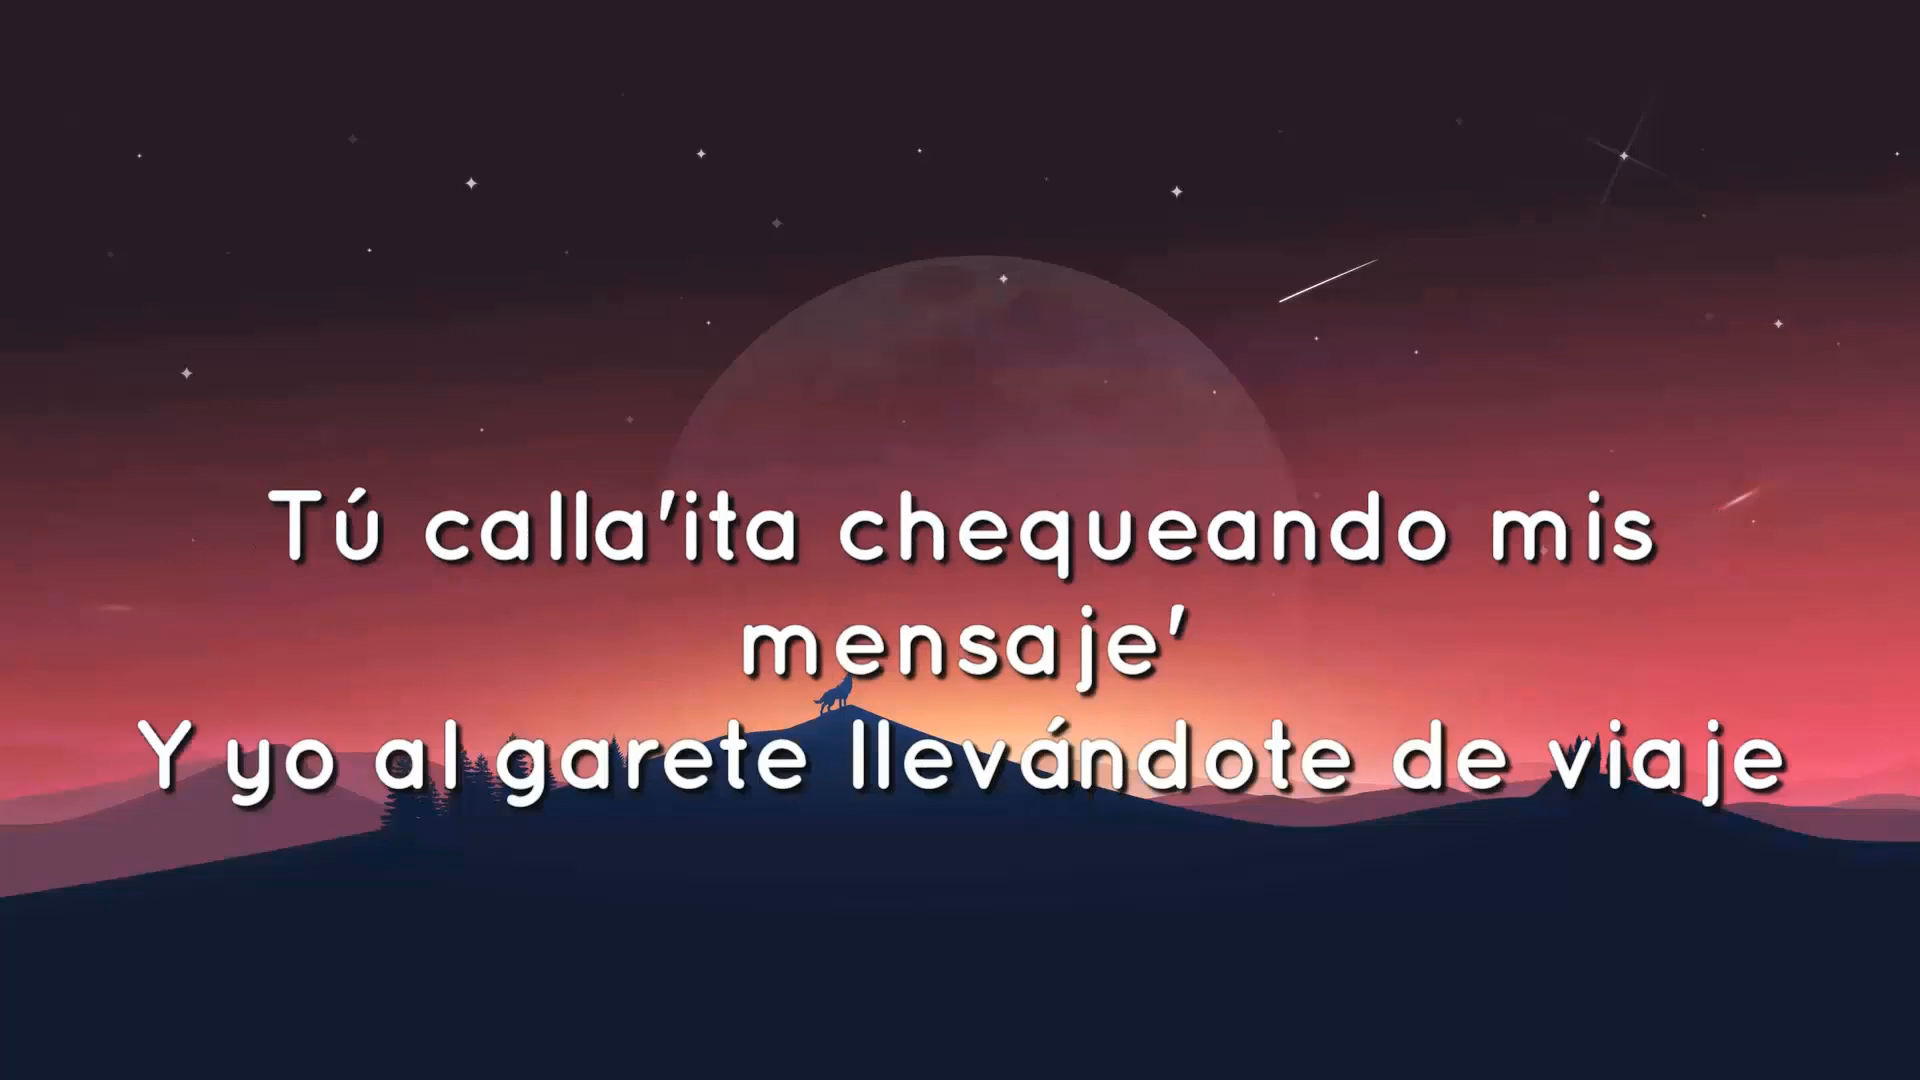 Tú calla'ita chequeando mis
mensaje'
Y yo al garete llevándote de viaje